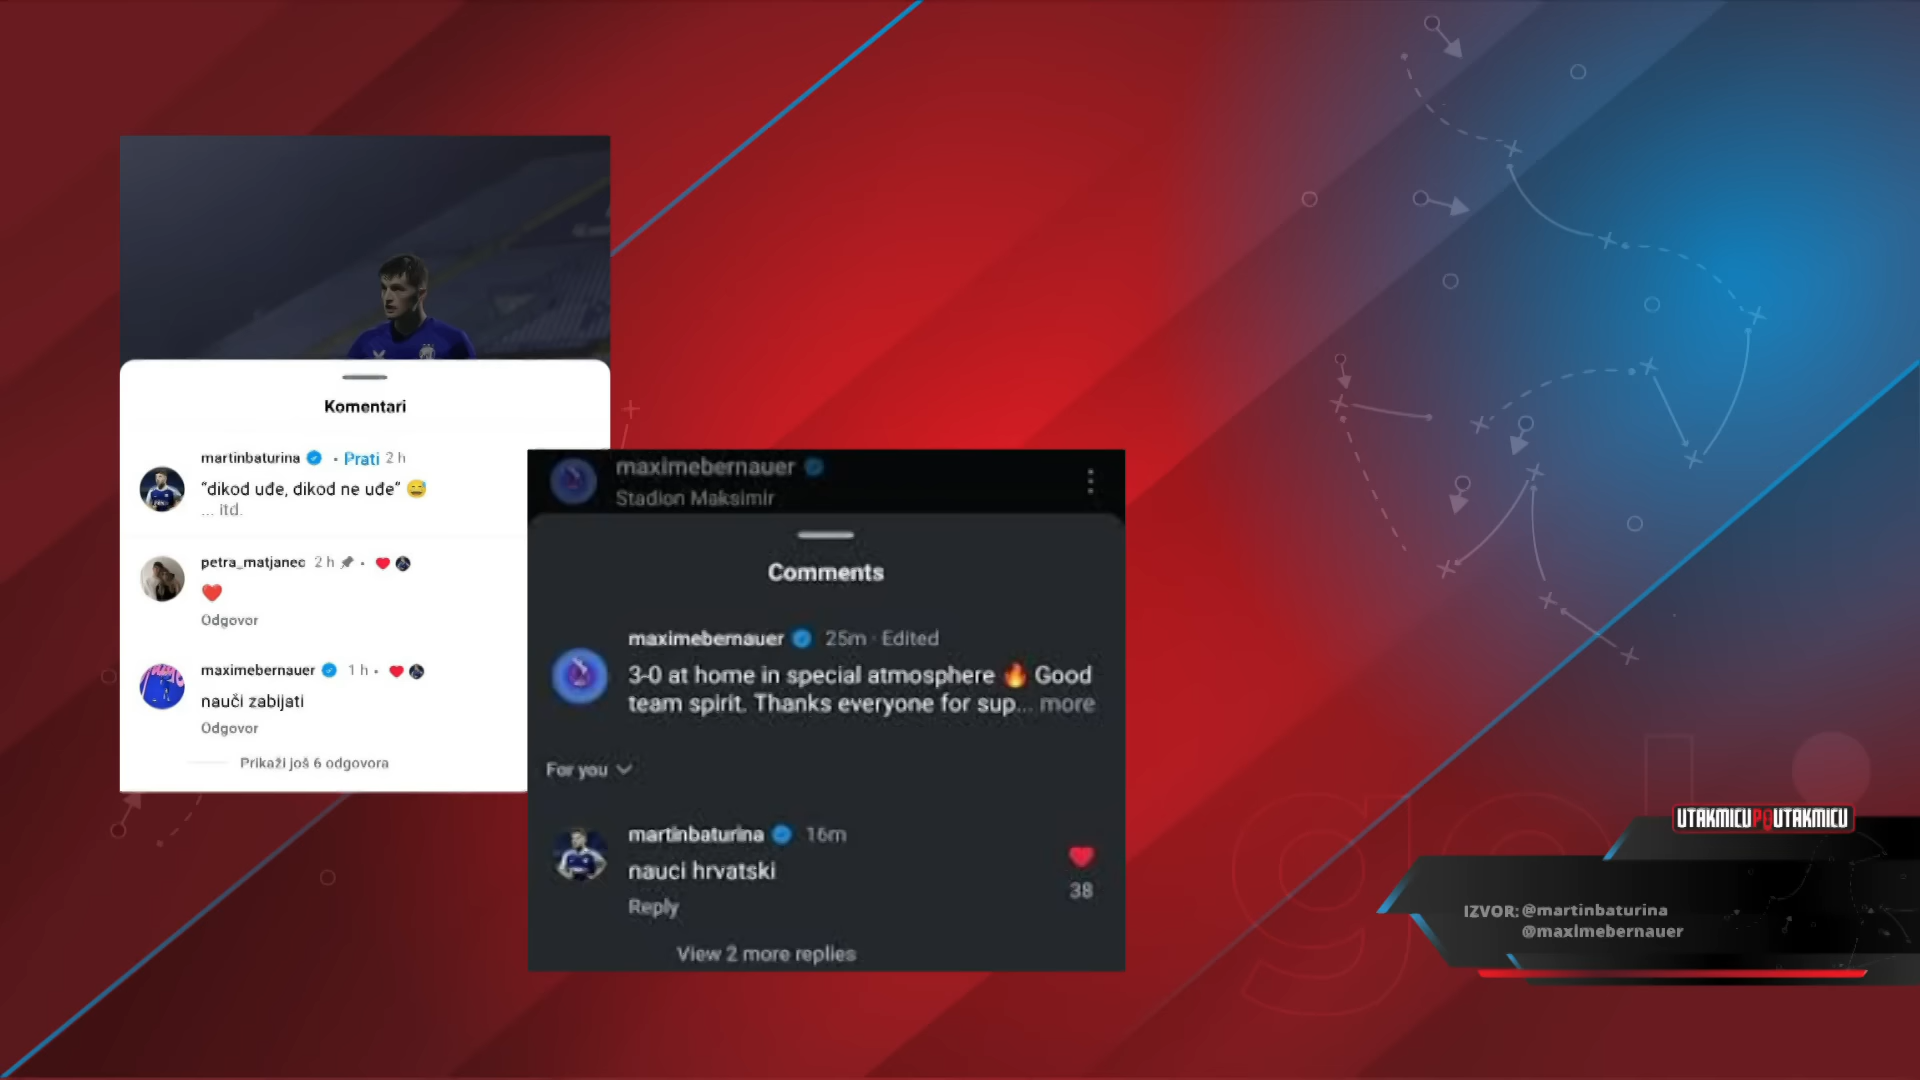 Komentari
martinbaturina · Prati 2 h
“dikod uđe, dikod ne uđe” 😅
... itd.
petra_matjanec 2 h
❤️
Odgovor
maximebernauer 1 h
nauči zabijati
Odgovor
Prikaži još 6 odgovora
maximebernauer
Stadion Maksimir
Comments
maximebernauer 25m · Edited
3-0 at home in special atmosphere 🔥 Good
team spirit. Thanks everyone for sup... more
For you
martinbaturina 16m
nauci hrvatski
38
Reply
View 2 more replies
gol
UTAKMICU PO UTAKMICU
IZVOR: @martinbaturina
@maximebernauer